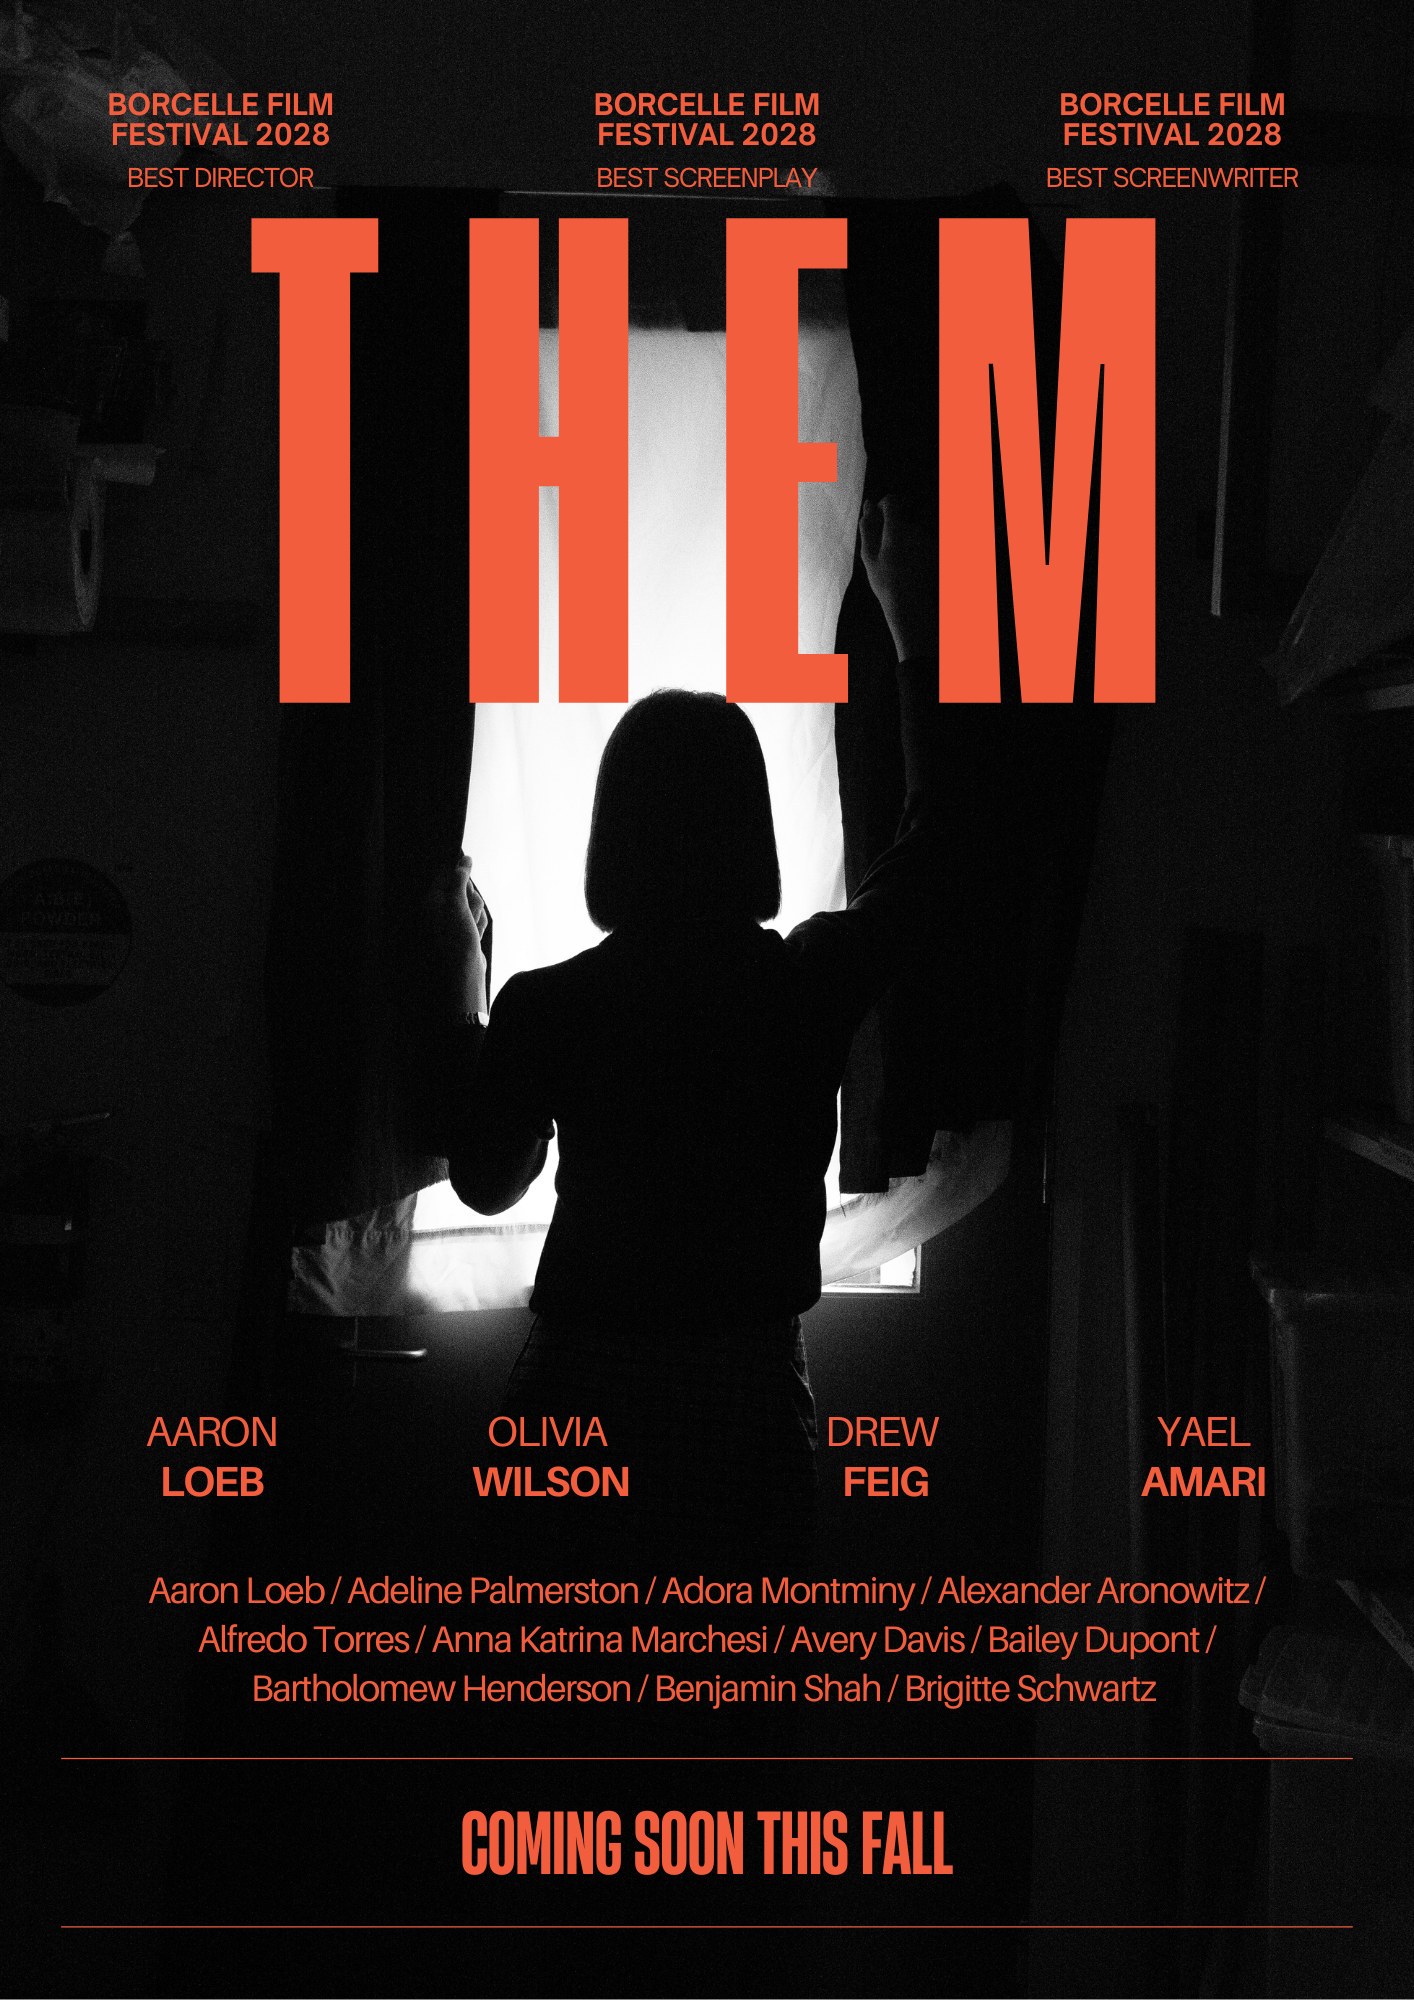 BORCELLE FILM
FESTIVAL 2028
BEST DIRECTOR
BORCELLE FILM
FESTIVAL 2028
BEST SCREENPLAY
BORCELLE FILM
FESTIVAL 2028
BEST SCREENWRITER
THEM
POWDER
AARON
LOEB
OLIVIA
WILSON
DREW
FEIG
YAEL
AMARI
Aaron Loeb / Adeline Palmerston / Adora Montminy / Alexander Aronowitz /
Alfredo Torres / Anna Katrina Marchesi / Avery Davis / Bailey Dupont /
Bartholomew Henderson / Benjamin Shah / Brigitte Schwartz
COMING SOON THIS FALL